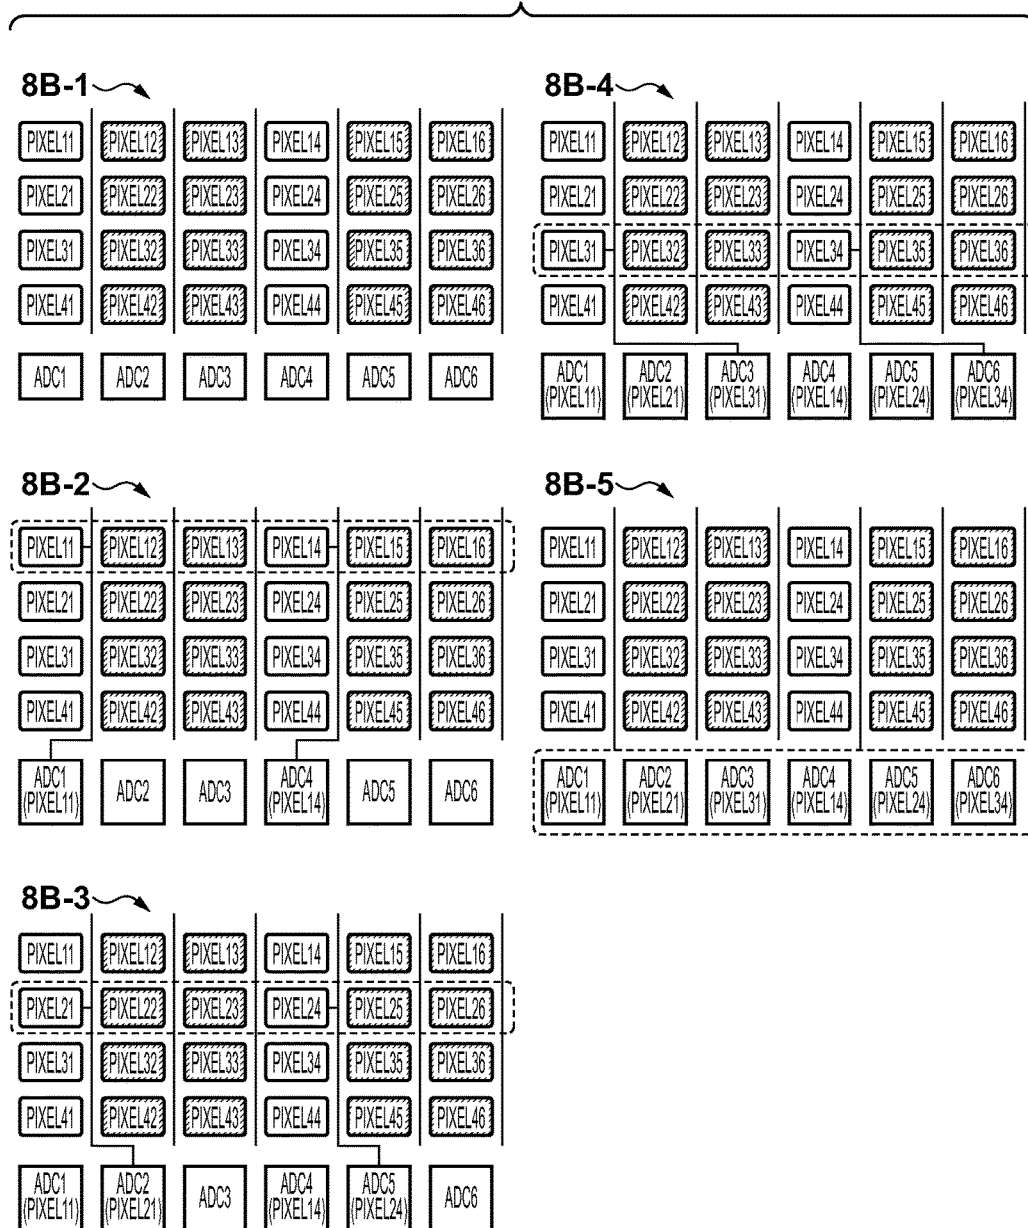 8B-1
PIXEL11 PIXEL12 PIXEL13 PIXEL14 PIXEL15 PIXEL16
PIXEL21 PIXEL22 PIXEL23 PIXEL24 PIXEL25 PIXEL26
PIXEL31 PIXEL32 PIXEL33 PIXEL34 PIXEL35 PIXEL36
PIXEL41 PIXEL42 PIXEL43 PIXEL44 PIXEL45 PIXEL46
ADC1 ADC2 ADC3 ADC4 ADC5 ADC6
8B-2
PIXEL11 PIXEL12 PIXEL13 PIXEL14 PIXEL15 PIXEL16
PIXEL21 PIXEL22 PIXEL23 PIXEL24 PIXEL25 PIXEL26
PIXEL31 PIXEL32 PIXEL33 PIXEL34 PIXEL35 PIXEL36
PIXEL41 PIXEL42 PIXEL43 PIXEL44 PIXEL45 PIXEL46
ADC1 ADC2 ADC3 ADC4 ADC5 ADC6
(PIXEL11) (PIXEL14)
8B-3
PIXEL11 PIXEL12 PIXEL13 PIXEL14 PIXEL15 PIXEL16
PIXEL21 PIXEL22 PIXEL23 PIXEL24 PIXEL25 PIXEL26
PIXEL31 PIXEL32 PIXEL33 PIXEL34 PIXEL35 PIXEL36
PIXEL41 PIXEL42 PIXEL43 PIXEL44 PIXEL45 PIXEL46
ADC1 ADC2 ADC3 ADC4 ADC5 ADC6
(PIXEL11) (PIXEL21) (PIXEL14) (PIXEL24)
8B-4
PIXEL11 PIXEL12 PIXEL13 PIXEL14 PIXEL15 PIXEL16
PIXEL21 PIXEL22 PIXEL23 PIXEL24 PIXEL25 PIXEL26
PIXEL31 PIXEL32 PIXEL33 PIXEL34 PIXEL35 PIXEL36
PIXEL41 PIXEL42 PIXEL43 PIXEL44 PIXEL45 PIXEL46
ADC1 ADC2 ADC3 ADC4 ADC5 ADC6
(PIXEL11) (PIXEL21) (PIXEL31) (PIXEL14) (PIXEL24) (PIXEL34)
8B-5
PIXEL11 PIXEL12 PIXEL13 PIXEL14 PIXEL15 PIXEL16
PIXEL21 PIXEL22 PIXEL23 PIXEL24 PIXEL25 PIXEL26
PIXEL31 PIXEL32 PIXEL33 PIXEL34 PIXEL35 PIXEL36
PIXEL41 PIXEL42 PIXEL43 PIXEL44 PIXEL45 PIXEL46
ADC1 ADC2 ADC3 ADC4 ADC5 ADC6
(PIXEL11) (PIXEL21) (PIXEL31) (PIXEL14) (PIXEL24) (PIXEL34)